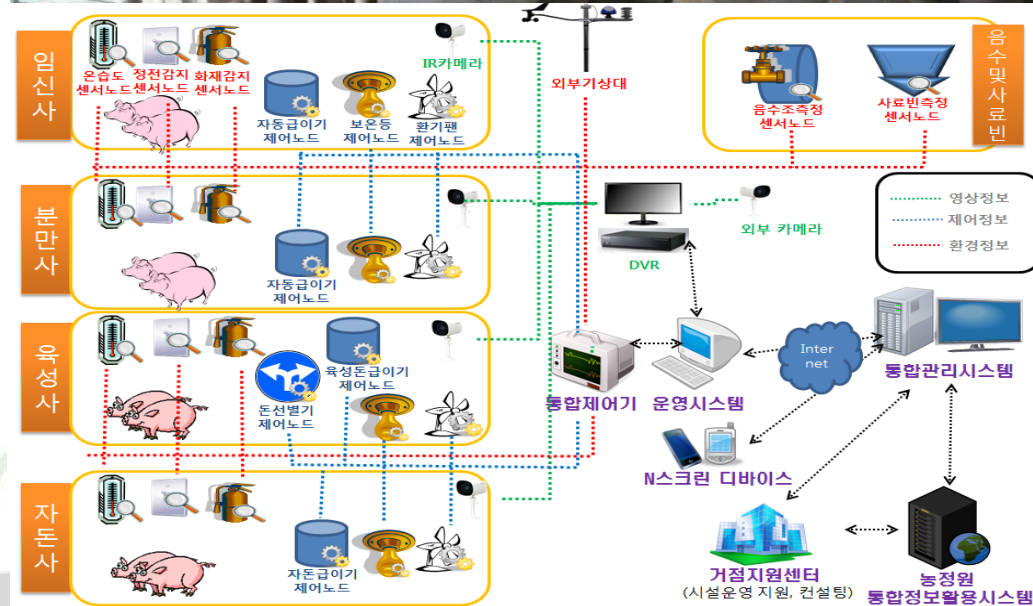 임신사
온습도
센서노드
정전감지
센서노드
화재감지
센서노드
자동급이기
제어노드
보온등
제어노드
환기팬
제어노드
IR카메라
외부기상대
음수조측정
센서노드
사료빈측정
센서노드
음수및사료빈
분만사
자동급이기
제어노드
DVR
외부 카메라
영상정보
제어정보
환경정보
육성사
돈선별기
제어노드
육성돈급이기
제어노드
통합제어기
운영시스템
Inter
net
통합관리시스템
N스크린 디바이스
자돈사
자돈급이기
제어노드
거점지원센터
(시설운영 지원, 컨설팅)
농정원
통합정보활용시스템